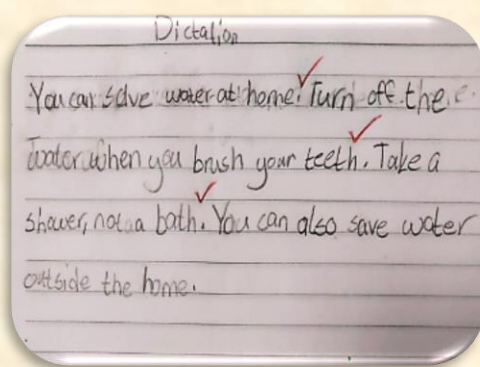 Dictation
You can save water at home. Turn off the
water when you brush your teeth. Take a
shower, not a bath. You can also save water
outside the home.